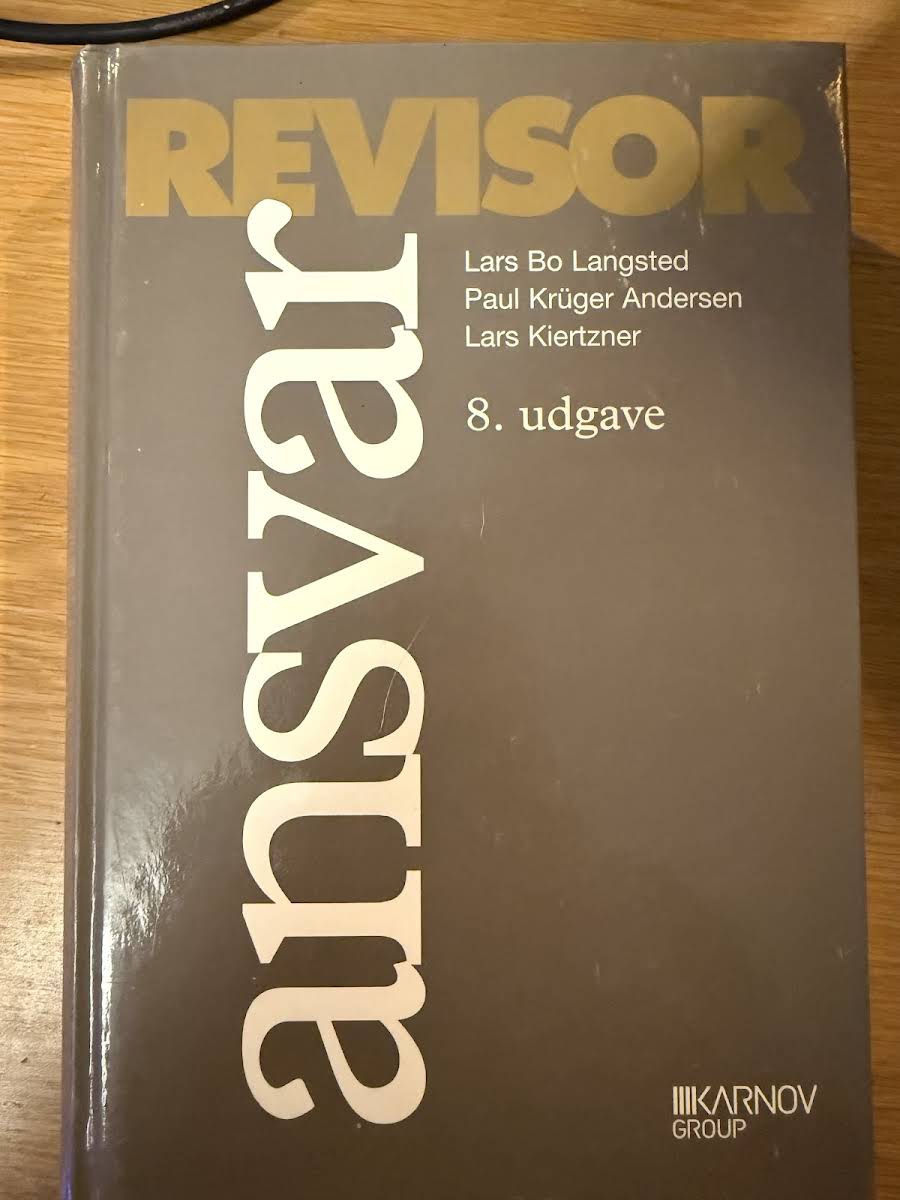 REVISOR
ansvar
Lars Bo Langsted
Paul Krüger Andersen
Lars Kiertzner
8. udgave
KARNOV
GROUP